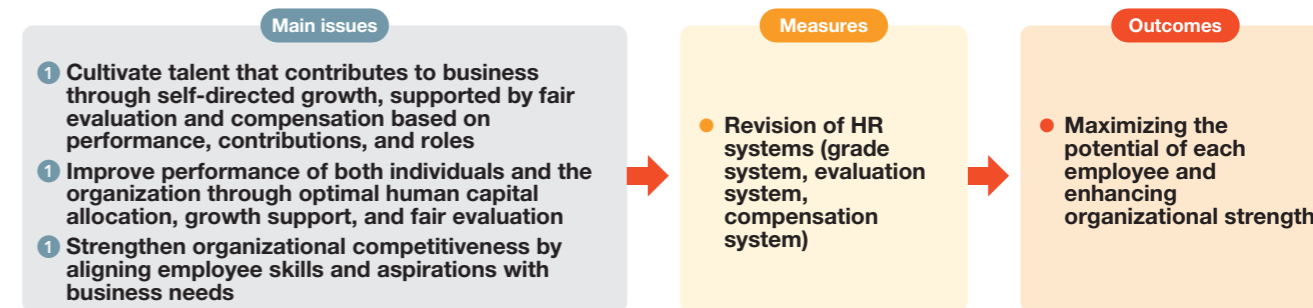 Main issues
1 Cultivate talent that contributes to business
through self-directed growth, supported by fair
evaluation and compensation based on
performance, contributions, and roles
1 Improve performance of both individuals and the
organization through optimal human capital
allocation, growth support, and fair evaluation
1 Strengthen organizational competitiveness by
aligning employee skills and aspirations with
business needs
Measures
● Revision of HR
systems (grade
system, evaluation
system,
compensation
system)
Outcomes
● Maximizing the
potential of each
employee and
enhancing
organizational strength